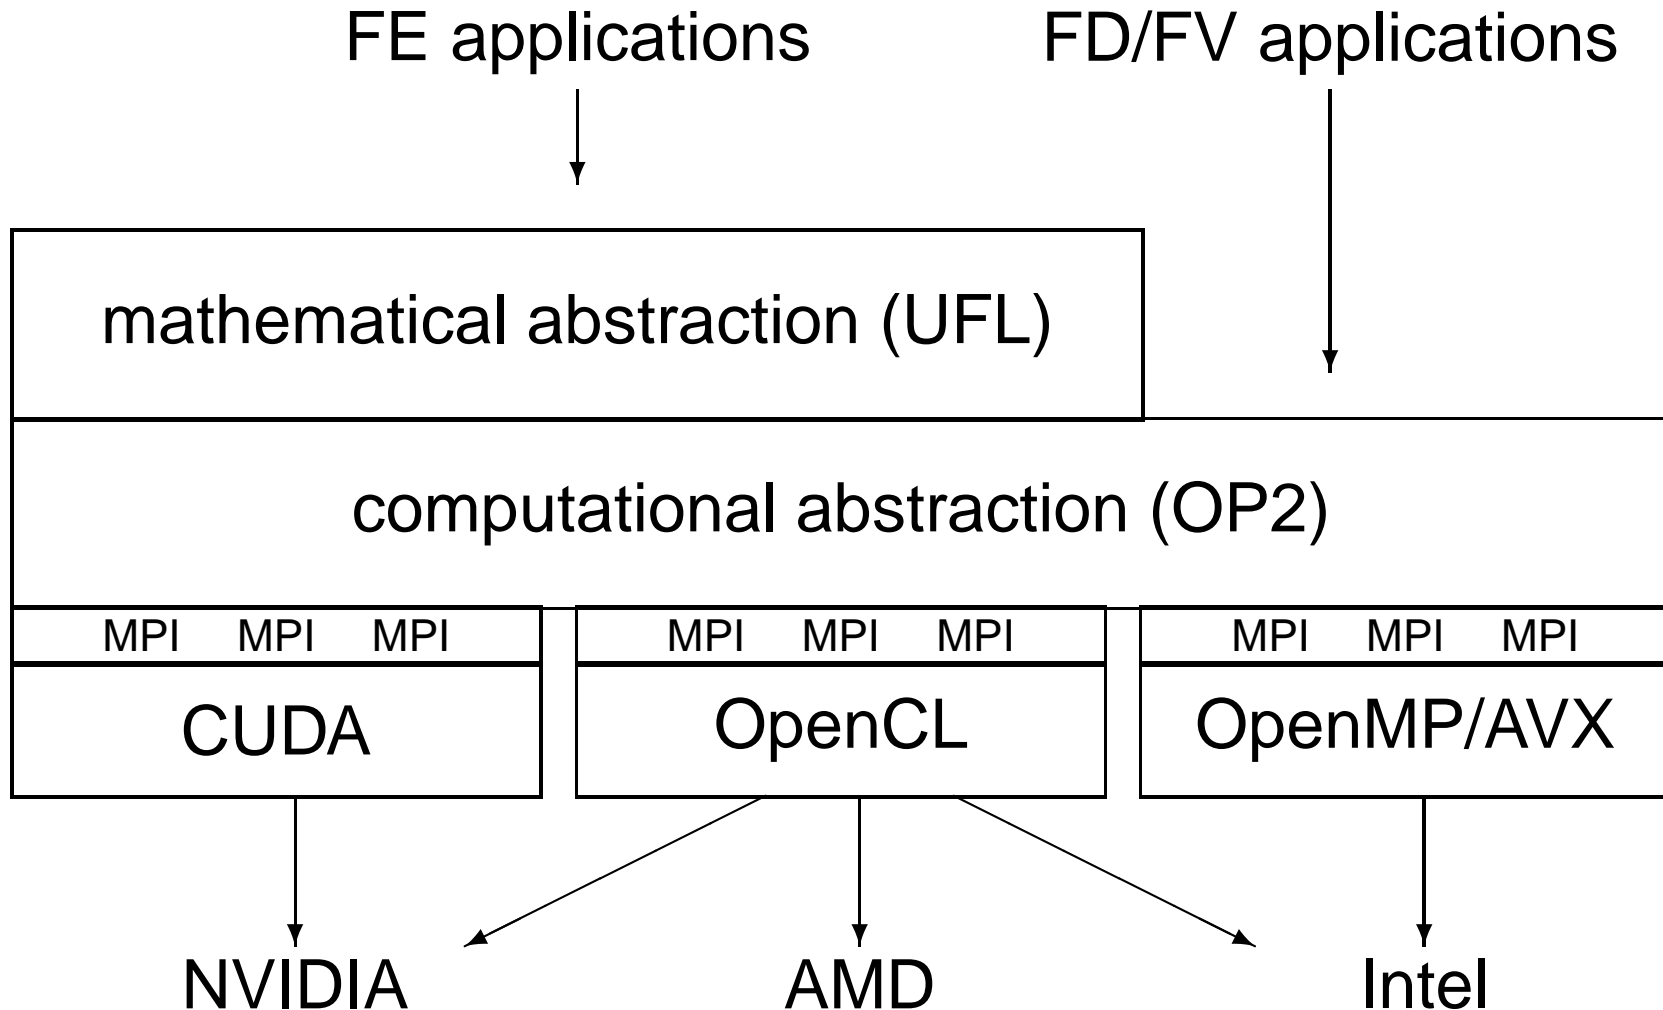 FE applications FD/FV applications
mathematical abstraction (UFL)
computational abstraction (OP2)
MPI MPI MPI MPI MPI MPI MPI MPI MPI
CUDA OpenCL OpenMP/AVX
NVIDIA AMD Intel